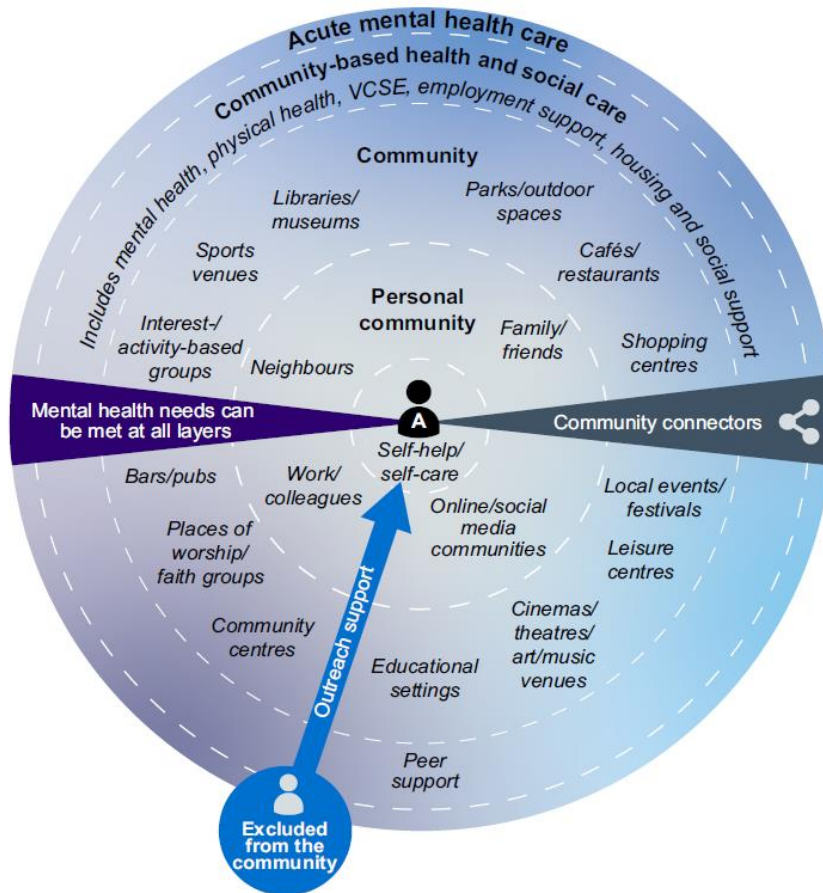 Acute mental health care
Community-based health and social care
Includes mental health, physical health, VCSE, employment support, housing and social support
Community
Libraries/
museums
Parks/outdoor
spaces
Sports
venues
Cafés/
restaurants
Personal
community
Interest-/
activity-based
groups
Neighbours
Family/
friends
Shopping
centres
Mental health needs can
be met at all layers
A
Community connectors
Self-help/
self-care
Bars/pubs
Work/
colleagues
Online/social
media
communities
Local events/
festivals
Places of
worship/
faith groups
Leisure
centres
Community
centres
Outreach support
Educational
settings
Cinemas/
theatres/
art/music
venues
Peer
support
Excluded
from the
community